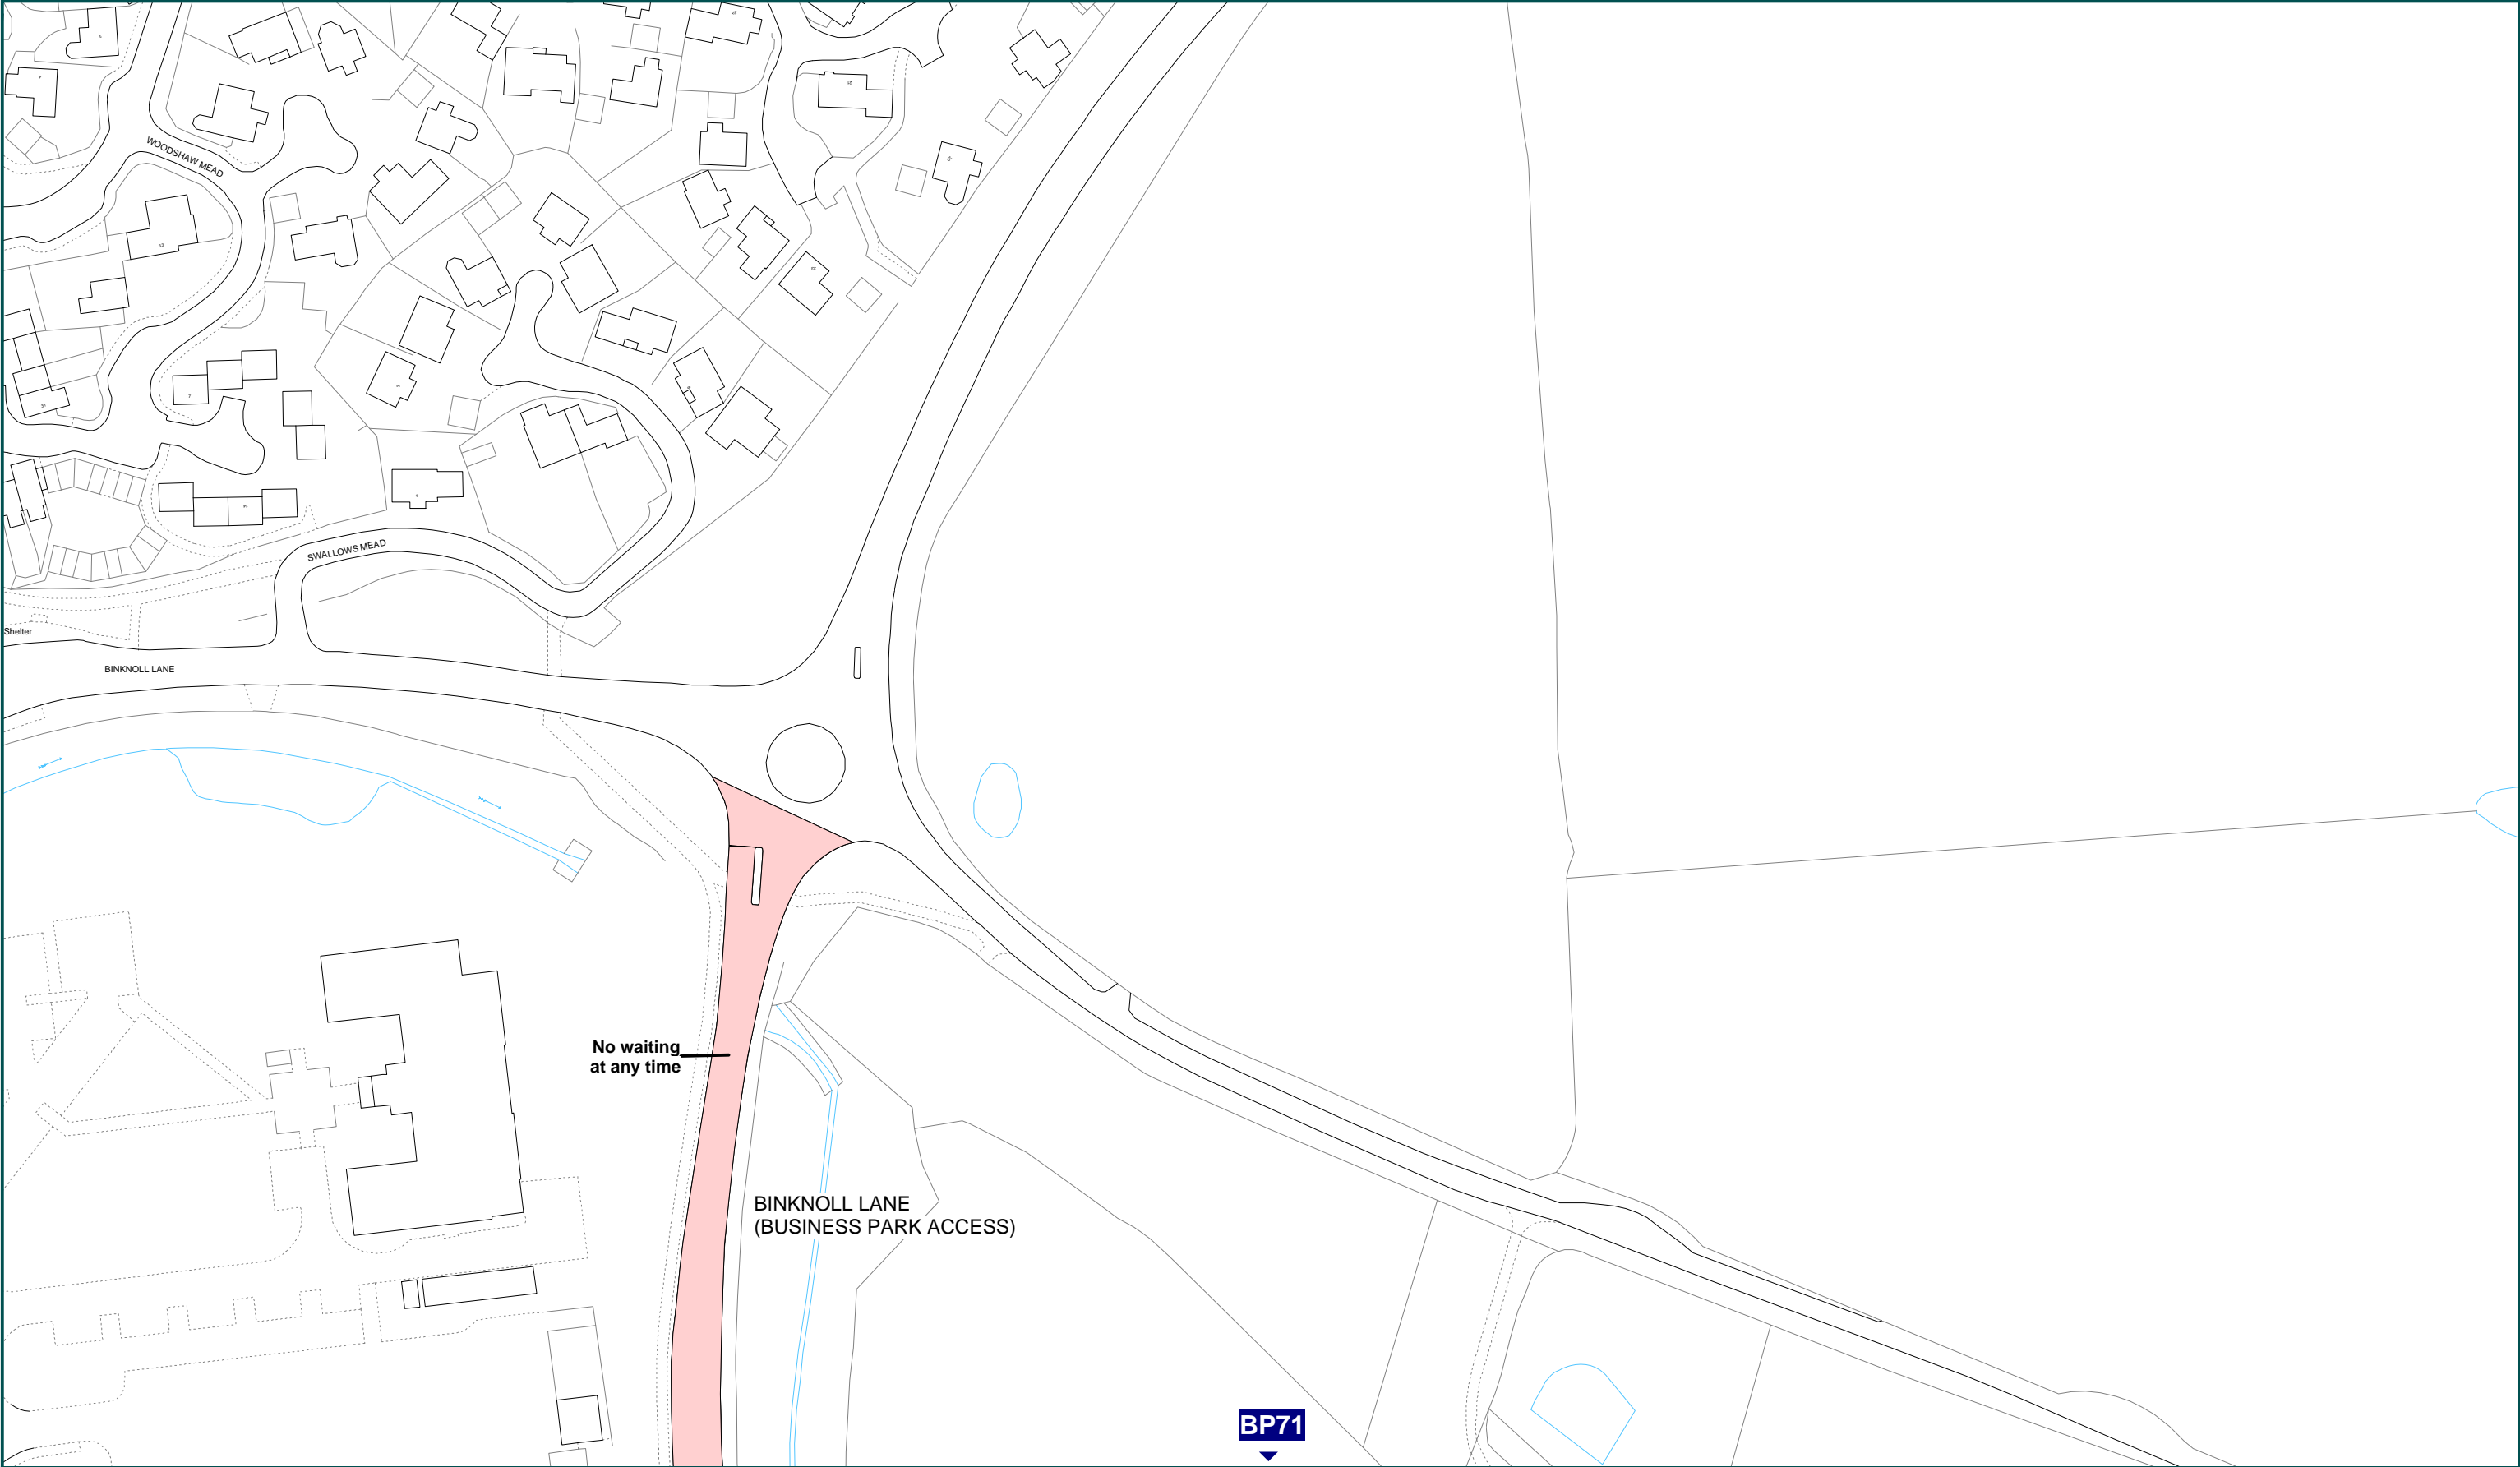 WOODSHAW MEAD
SWALLOWS MEAD
Shelter
BINKNOLL LANE
No waiting
at any time
BINKNOLL LANE
(BUSINESS PARK ACCESS)
BP71